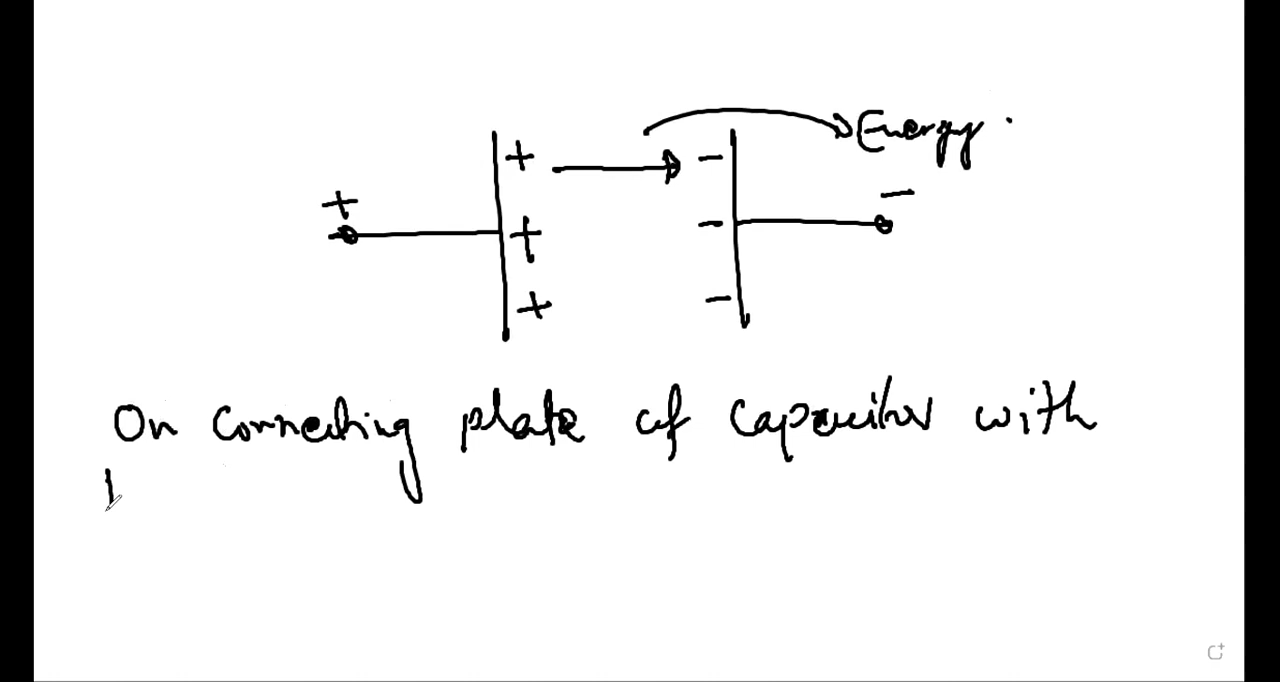 Energy
+ + - -
+ -
+ -
On connecting plate of capacitor with